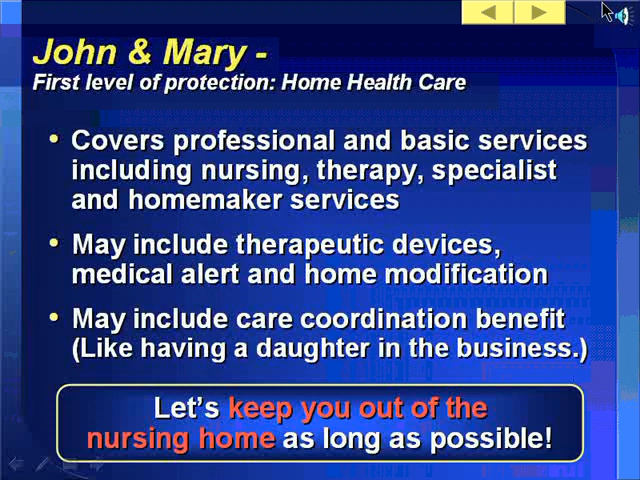 John & Mary -
First level of protection: Home Health Care
• Covers professional and basic services
including nursing, therapy, specialist
and homemaker services
• May include therapeutic devices,
medical alert and home modification
• May include care coordination benefit
(Like having a daughter in the business.)
Let’s keep you out of the
nursing home as long as possible!